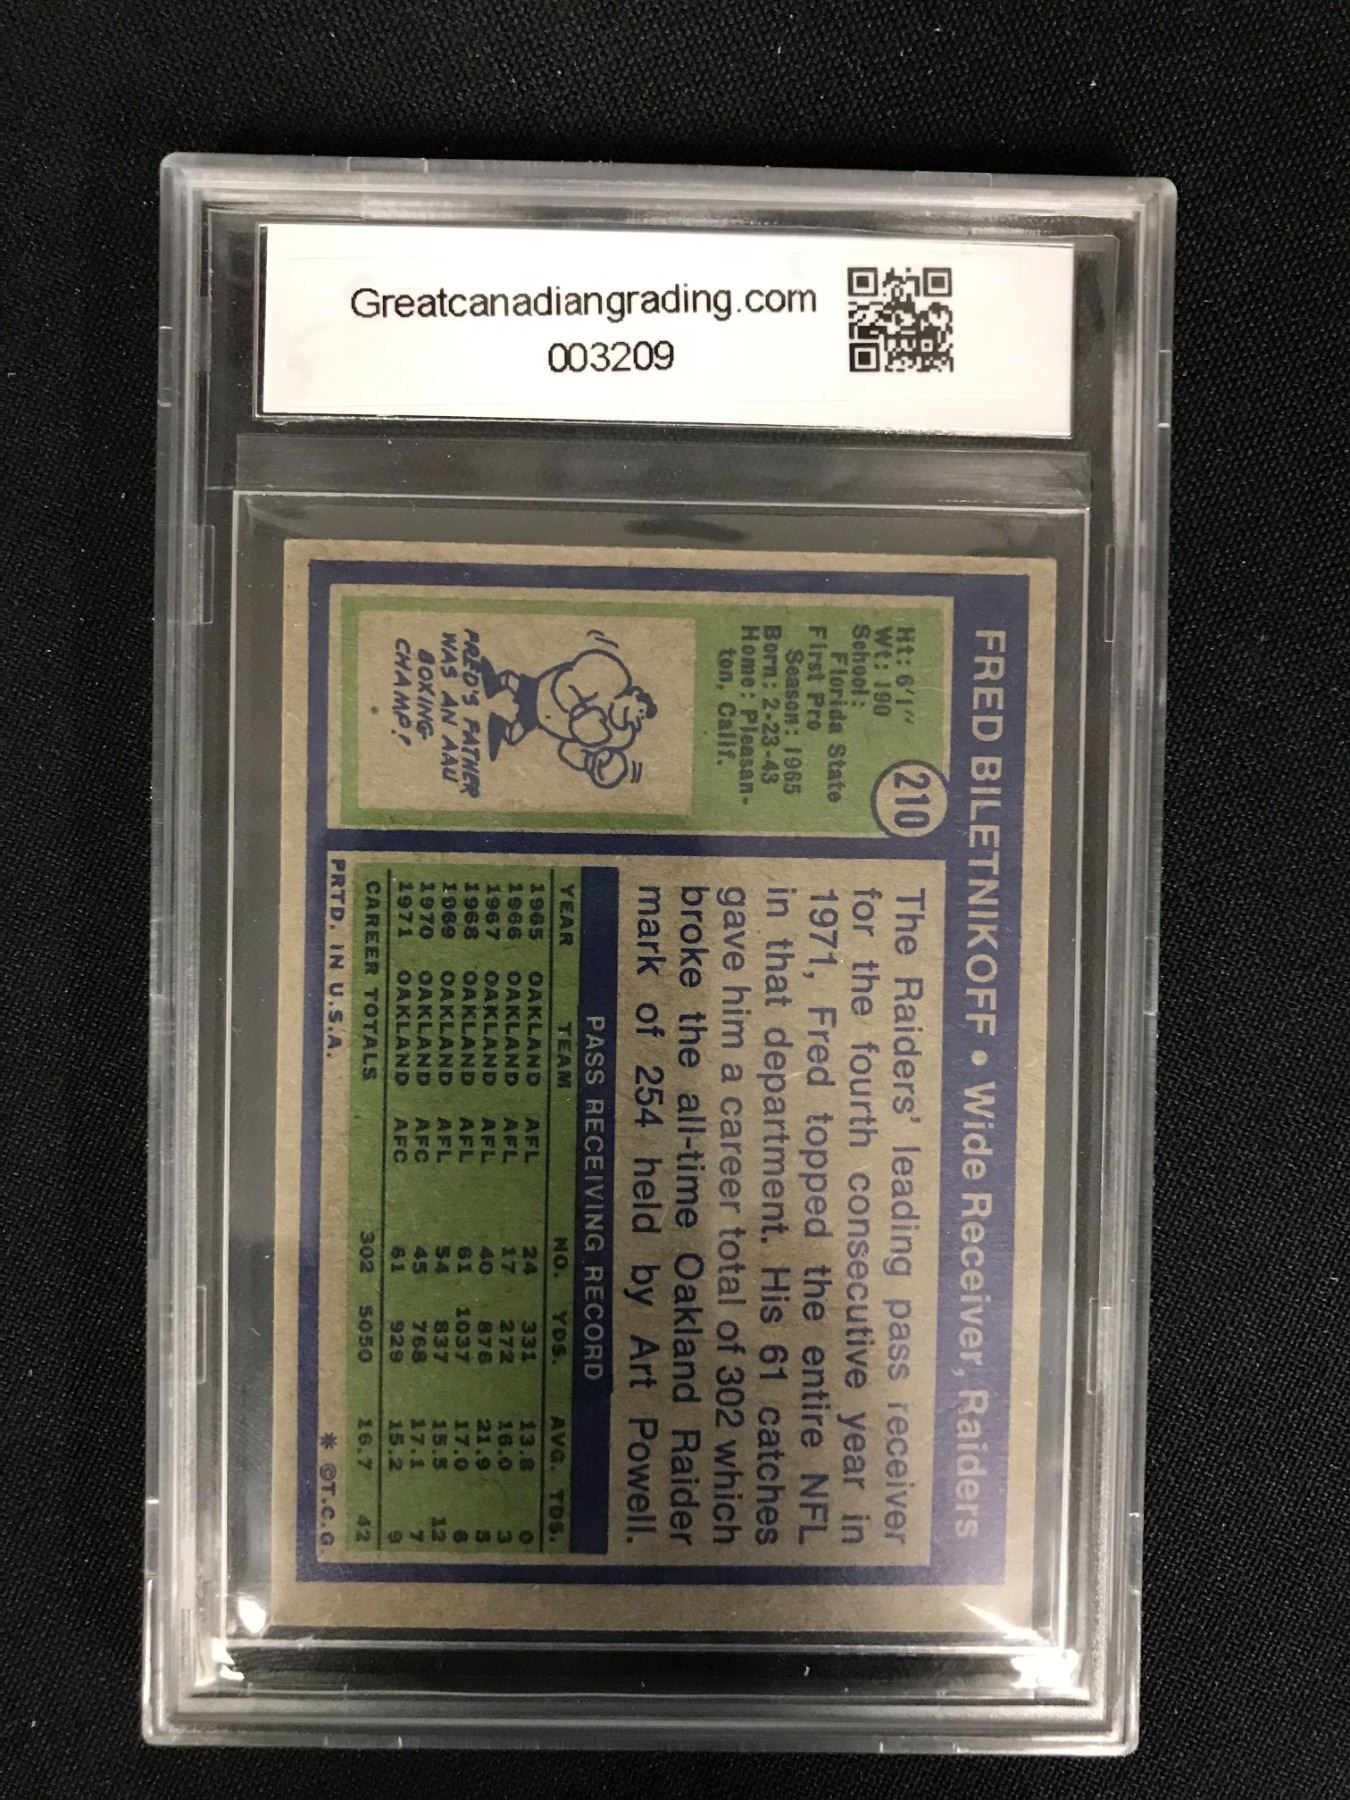 Greatcanadiangrading.com
003209
FRED BILETNIKOFF • Wide Receiver, Raiders
210
Ht: 6'1"
Wt: 190
School:
Florida State
First Pro
Season: 1965
Born: 2-23-43
Home: Pleasan-
ton, Calif.
FRED'S FATHER
WAS AN AAU
BOXING
CHAMP!
The Raiders' leading pass receiver
for the fourth consecutive year in
1971, Fred topped the entire NFL
in that department. His 61 catches
gave him a career total of 302 which
broke the all-time Oakland Raider
mark of 254 held by Art Powell.
PASS RECEIVING RECORD
YEAR TEAM NO. YDS. AVG. TDS.
1965 OAKLAND AFL 24 331 13.8 0
1966 OAKLAND AFL 17 272 16.0 3
1967 OAKLAND AFL 40 876 21.9 5
1968 OAKLAND AFL 61 1037 17.0 6
1969 OAKLAND AFL 54 837 15.5 12
1970 OAKLAND AFC 45 768 17.1 7
1971 OAKLAND AFC 61 929 15.2 9
CAREER TOTALS 302 5050 16.7 42
PRTD. IN U.S.A. * ©T.C.G.